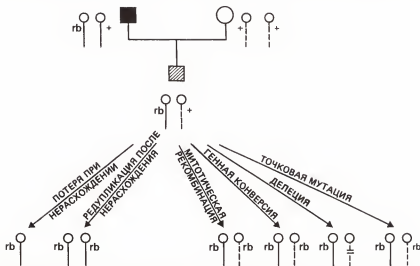 rb + + +
rb +
ПОТЕРЯ ПРИ
НЕРАСХОЖДЕНИИ
РЕДУПЛИКАЦИЯ ПОСЛЕ
НЕРАСХОЖДЕНИЯ
МИТОТИЧЕСКАЯ
РЕКОМБИНАЦИЯ
ГЕННАЯ КОНВЕРСИЯ
ДЕЛЕЦИЯ
ТОЧКОВАЯ МУТАЦИЯ
rb rb rb rb rb rb rb rb rb rb